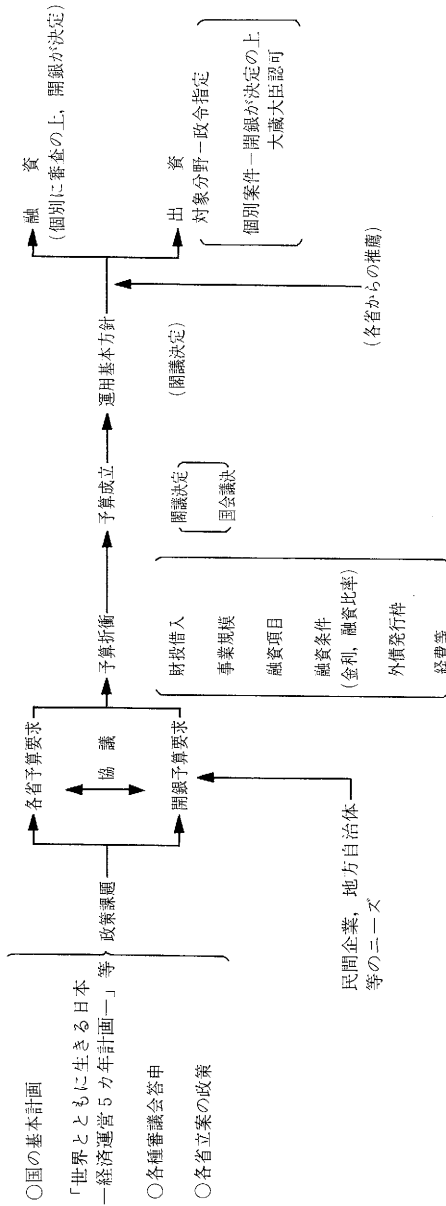 ○国の基本計画
「世界とともに生きる日本
—経済運営5カ年計画—」等
○各種審議会答申
○各省立案の政策
政策課題
各省予算要求
協議
開銀予算要求
民間企業，地方自治体
等のニーズ
予算折衝
財投借入
事業規模
融資項目
融資条件
(金利，融資比率)
外債発行枠
経費等
予算成立
閣議決定
国会議決
運用基本方針
(閣議決定)
(各省からの推薦)
融資
(個別に審査の上，開銀が決定)
出資
対象分野－政令指定
個別案件－開銀が決定の上
大蔵大臣認可